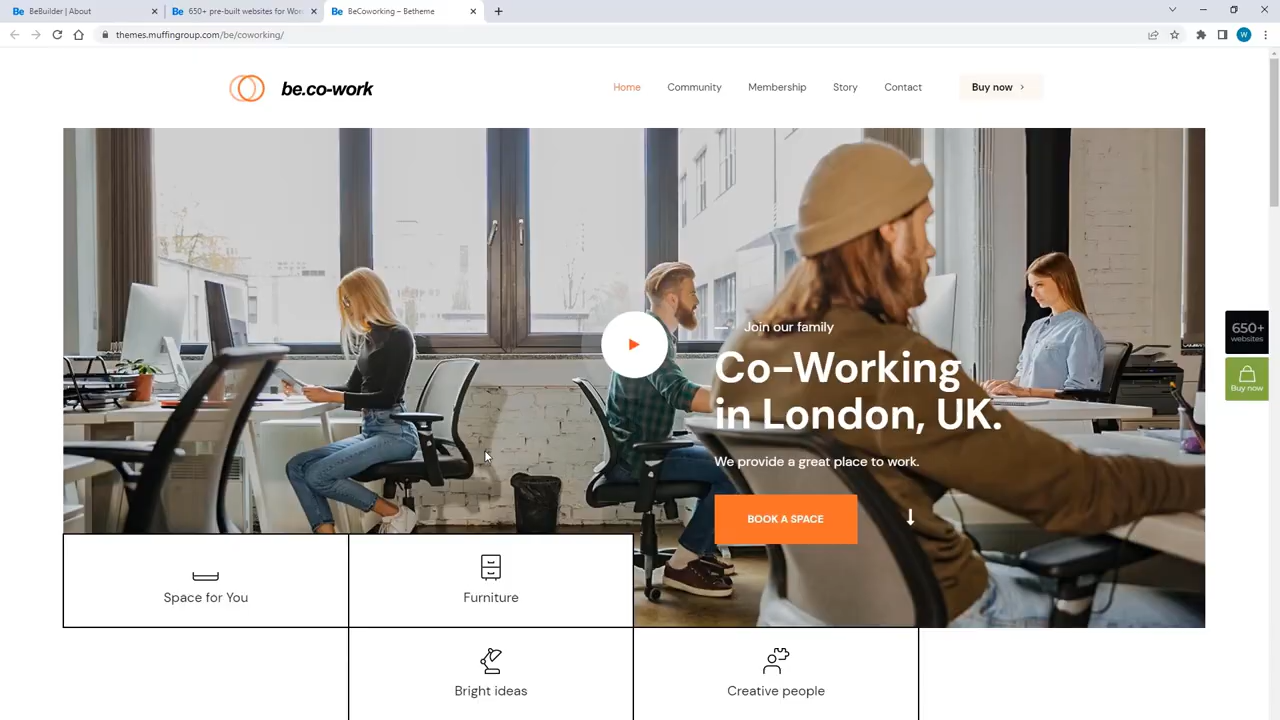 BeBuilder | About
650+ pre-built websites for Wor
BeCoworking – Betheme
themes.muffingroup.com/be/coworking/
W
be.co-work
Home
Community
Membership
Story
Contact
Buy now
Join our family
Co-Working
in London, UK.
We provide a great place to work.
BOOK A SPACE
650+
websites
Buy now
Space for You
Furniture
Bright ideas
Creative people